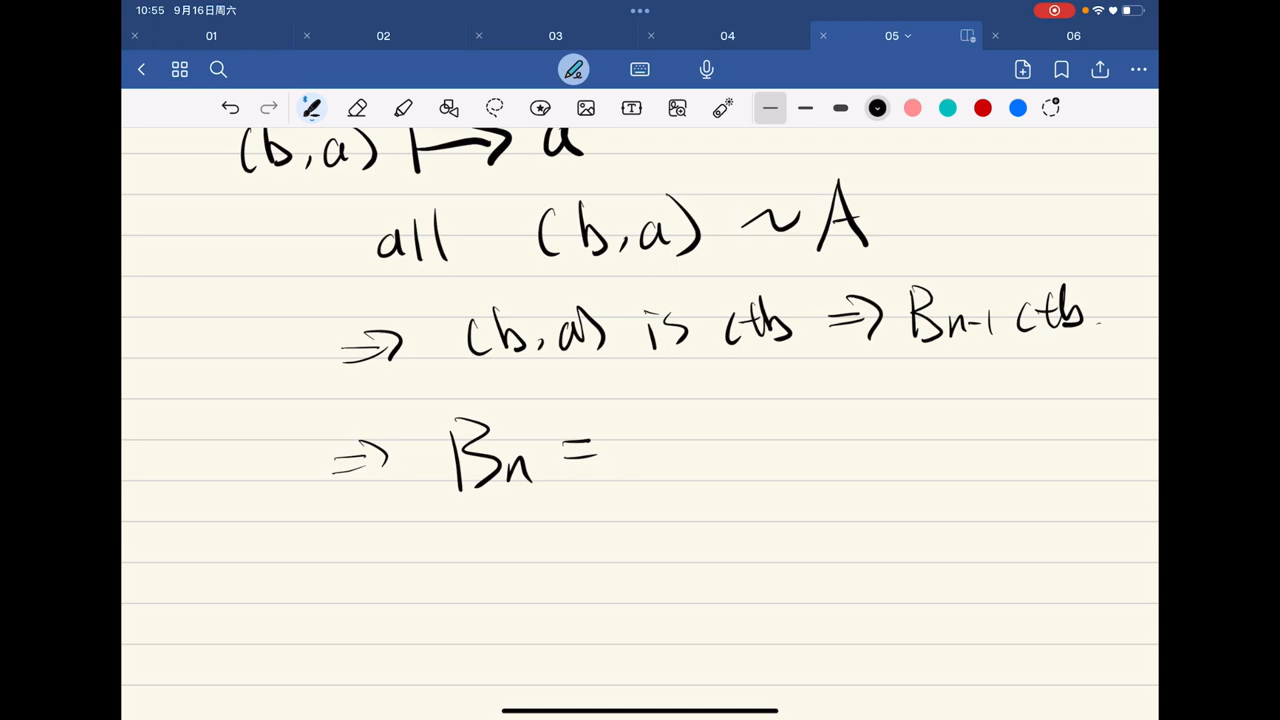 10:55 9月16日周六
01 02 03 04 05 06
(b,a) ↦ a
all (b,a) ~ A
⇒ (b,a) is ctb ⇒ Bn-1 ctb.
⇒ Bn =